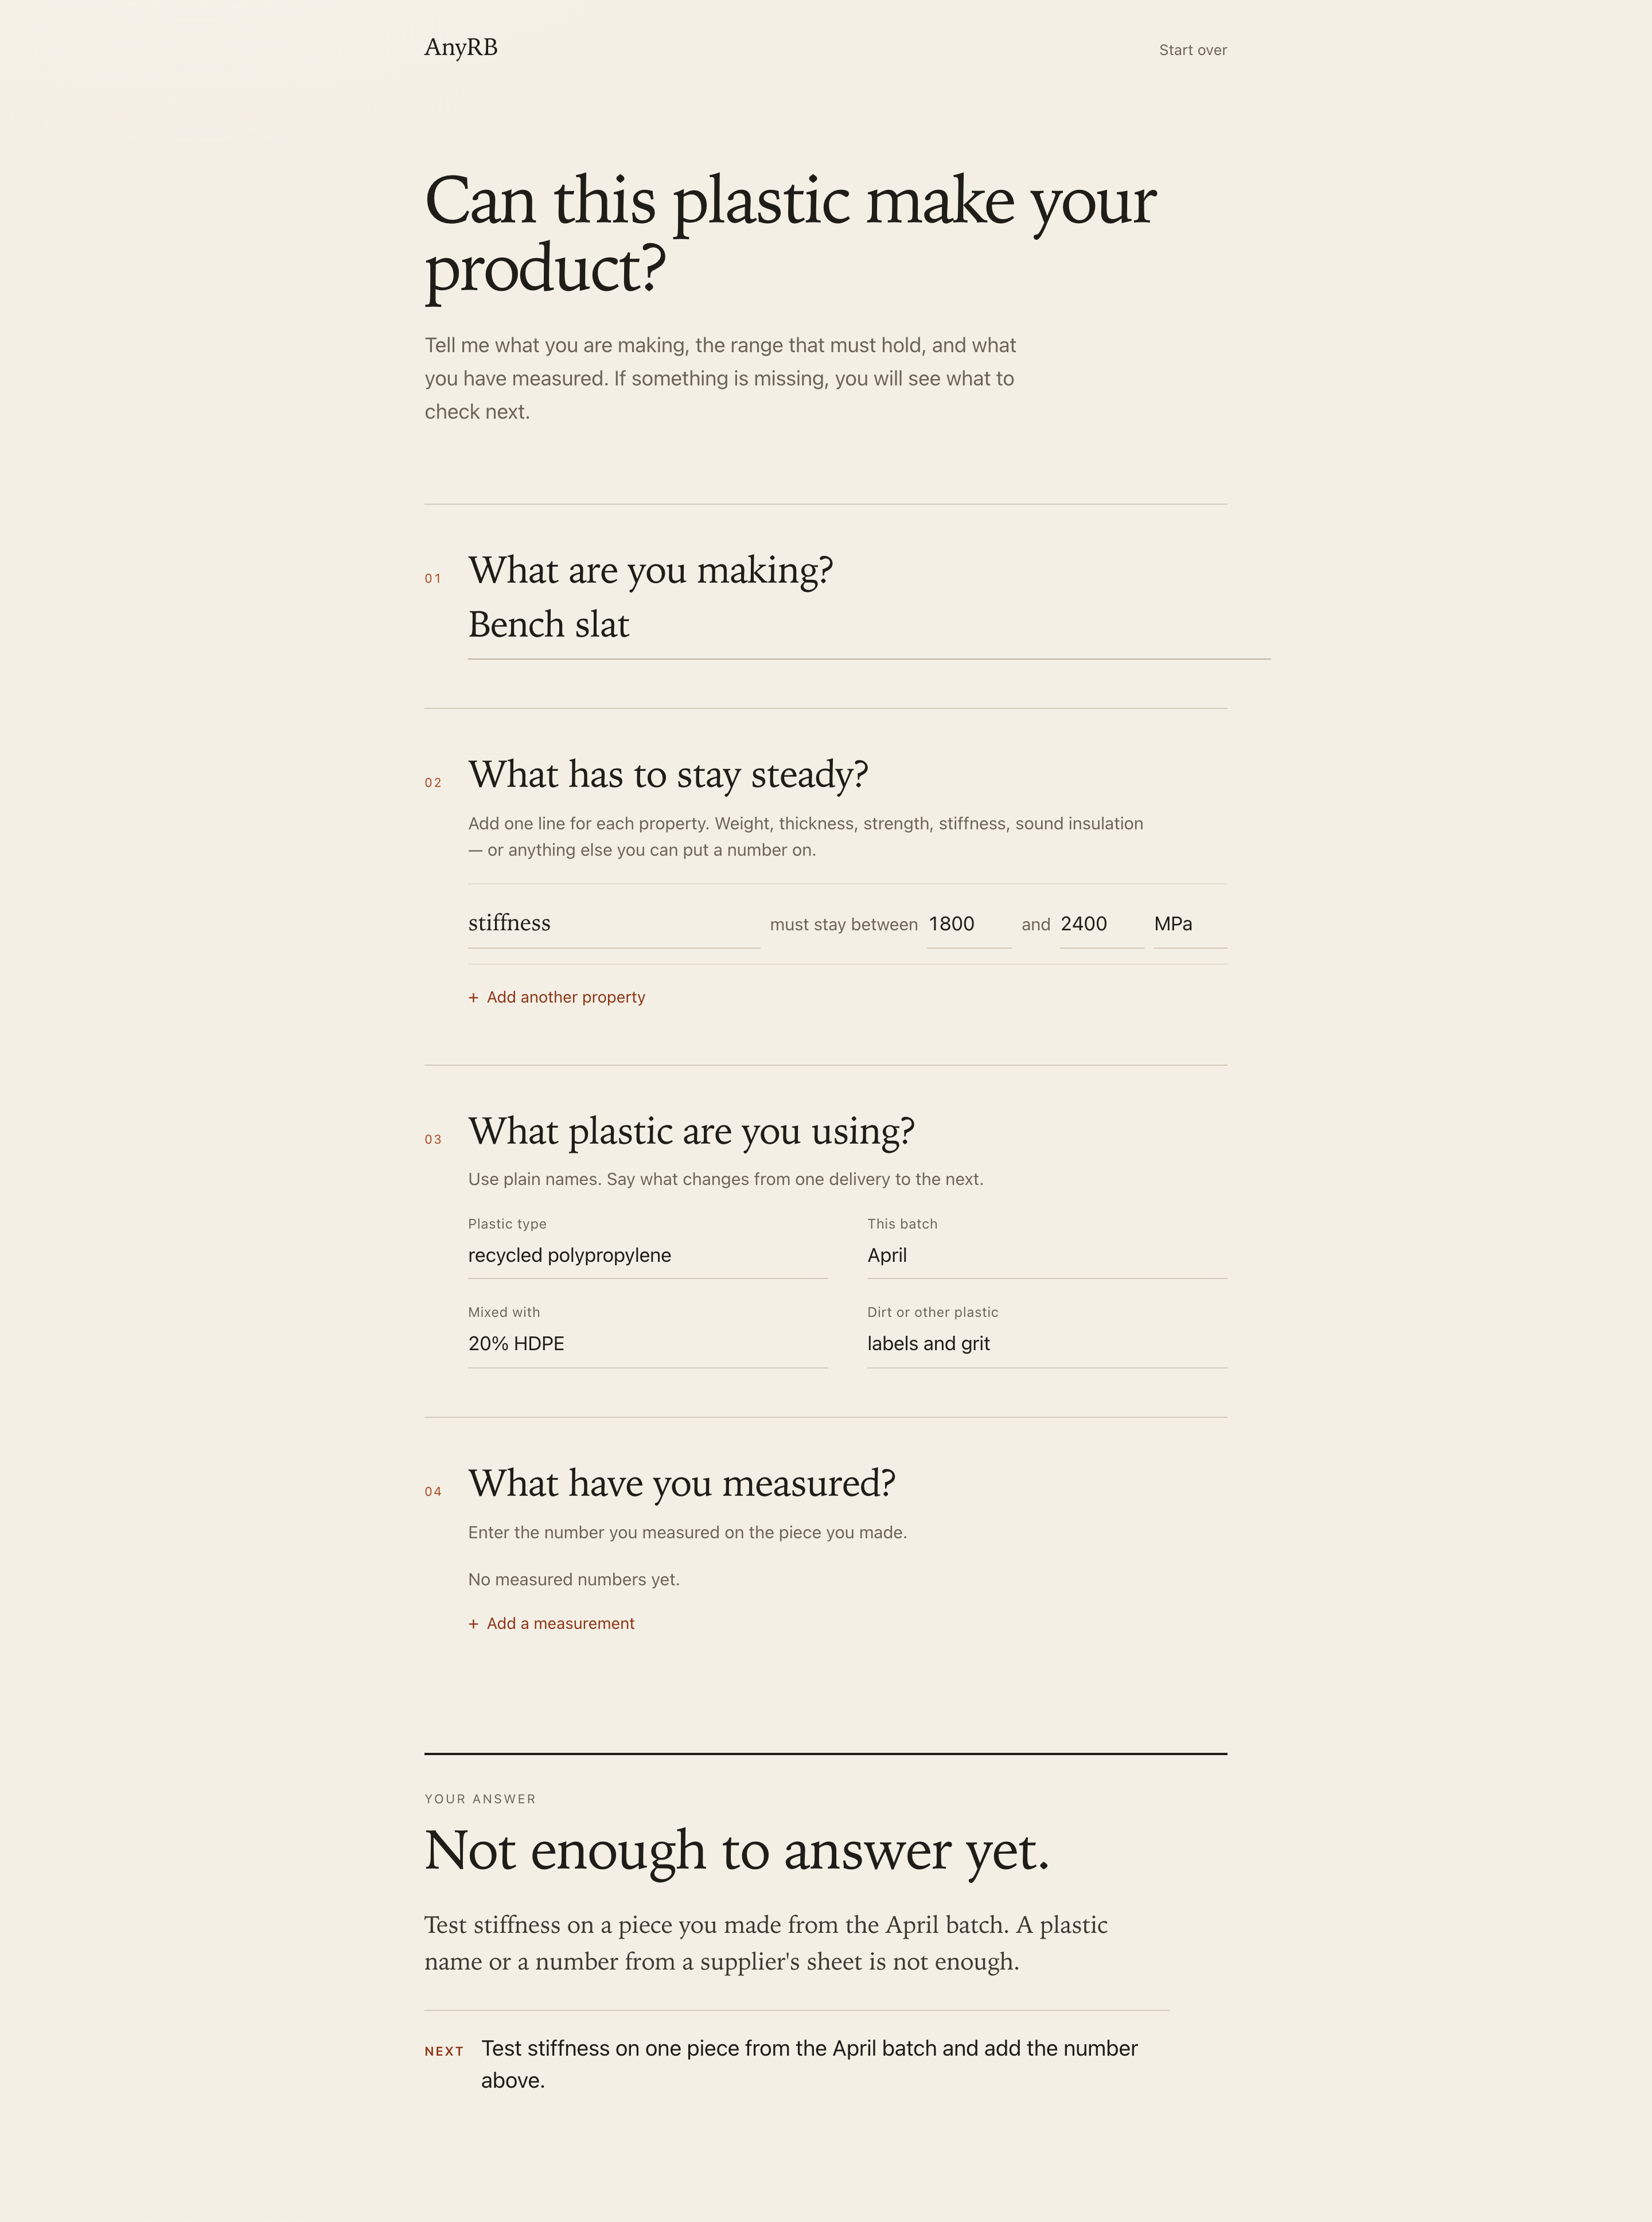 AnyRB
Start over
Can this plastic make your
product?
Tell me what you are making, the range that must hold, and what
you have measured. If something is missing, you will see what to
check next.
01
What are you making?
Bench slat
02
What has to stay steady?
Add one line for each property. Weight, thickness, strength, stiffness, sound insulation
— or anything else you can put a number on.
stiffness must stay between 1800 and 2400 MPa
+ Add another property
03
What plastic are you using?
Use plain names. Say what changes from one delivery to the next.
Plastic type
recycled polypropylene
This batch
April
Mixed with
20% HDPE
Dirt or other plastic
labels and grit
04
What have you measured?
Enter the number you measured on the piece you made.
No measured numbers yet.
+ Add a measurement
YOUR ANSWER
Not enough to answer yet.
Test stiffness on a piece you made from the April batch. A plastic
name or a number from a supplier's sheet is not enough.
NEXT
Test stiffness on one piece from the April batch and add the number
above.